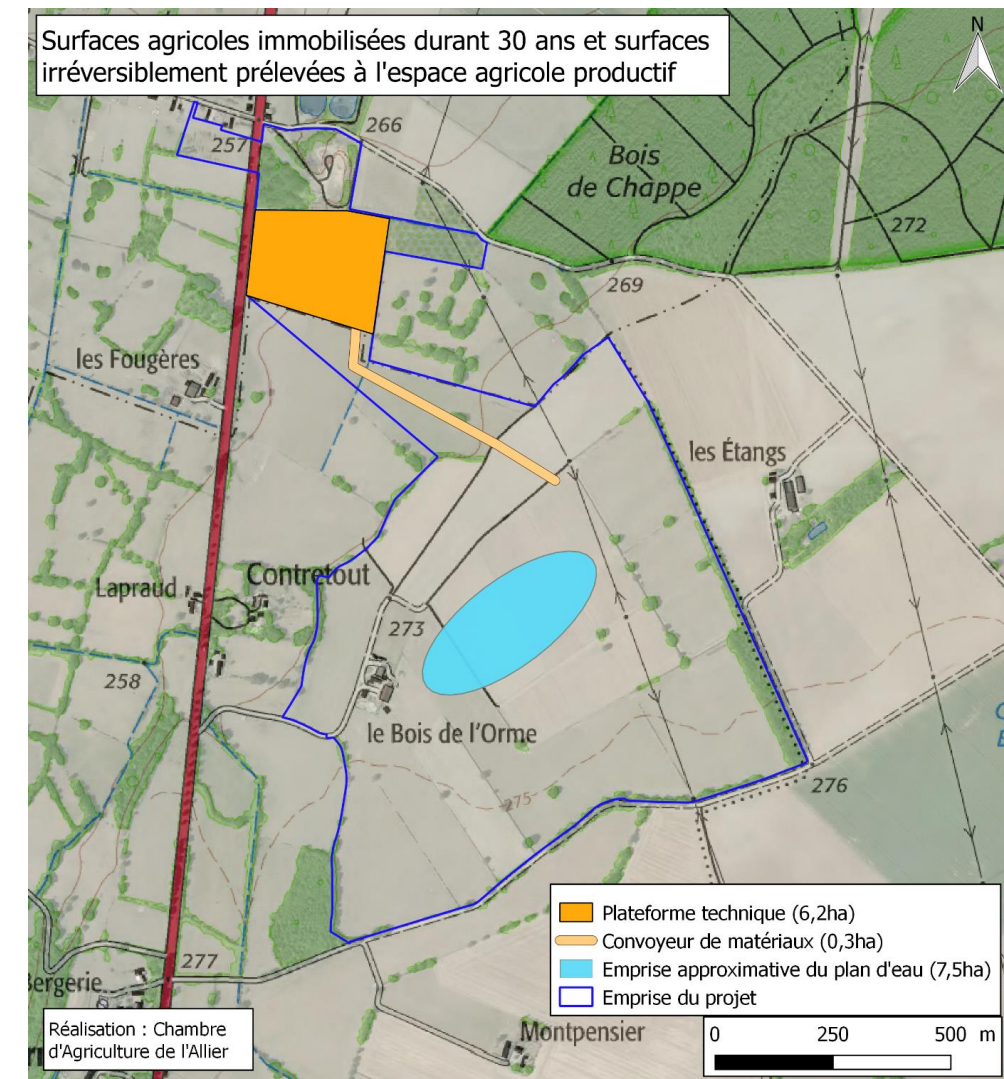 Surfaces agricoles immobilisées durant 30 ans et surfaces
irréversiblement prélevées à l'espace agricole productif
N
266
257
Bois
de Chappe
272
269
les Fougères
les Étangs
Contretout
Lapraud
273
258
le Bois de l'Orme
275
276
277
Bergerie
Montpensier
Plateforme technique (6,2ha)
Convoyeur de matériaux (0,3ha)
Emprise approximative du plan d'eau (7,5ha)
Emprise du projet
0 250 500 m
Réalisation : Chambre
d'Agriculture de l'Allier